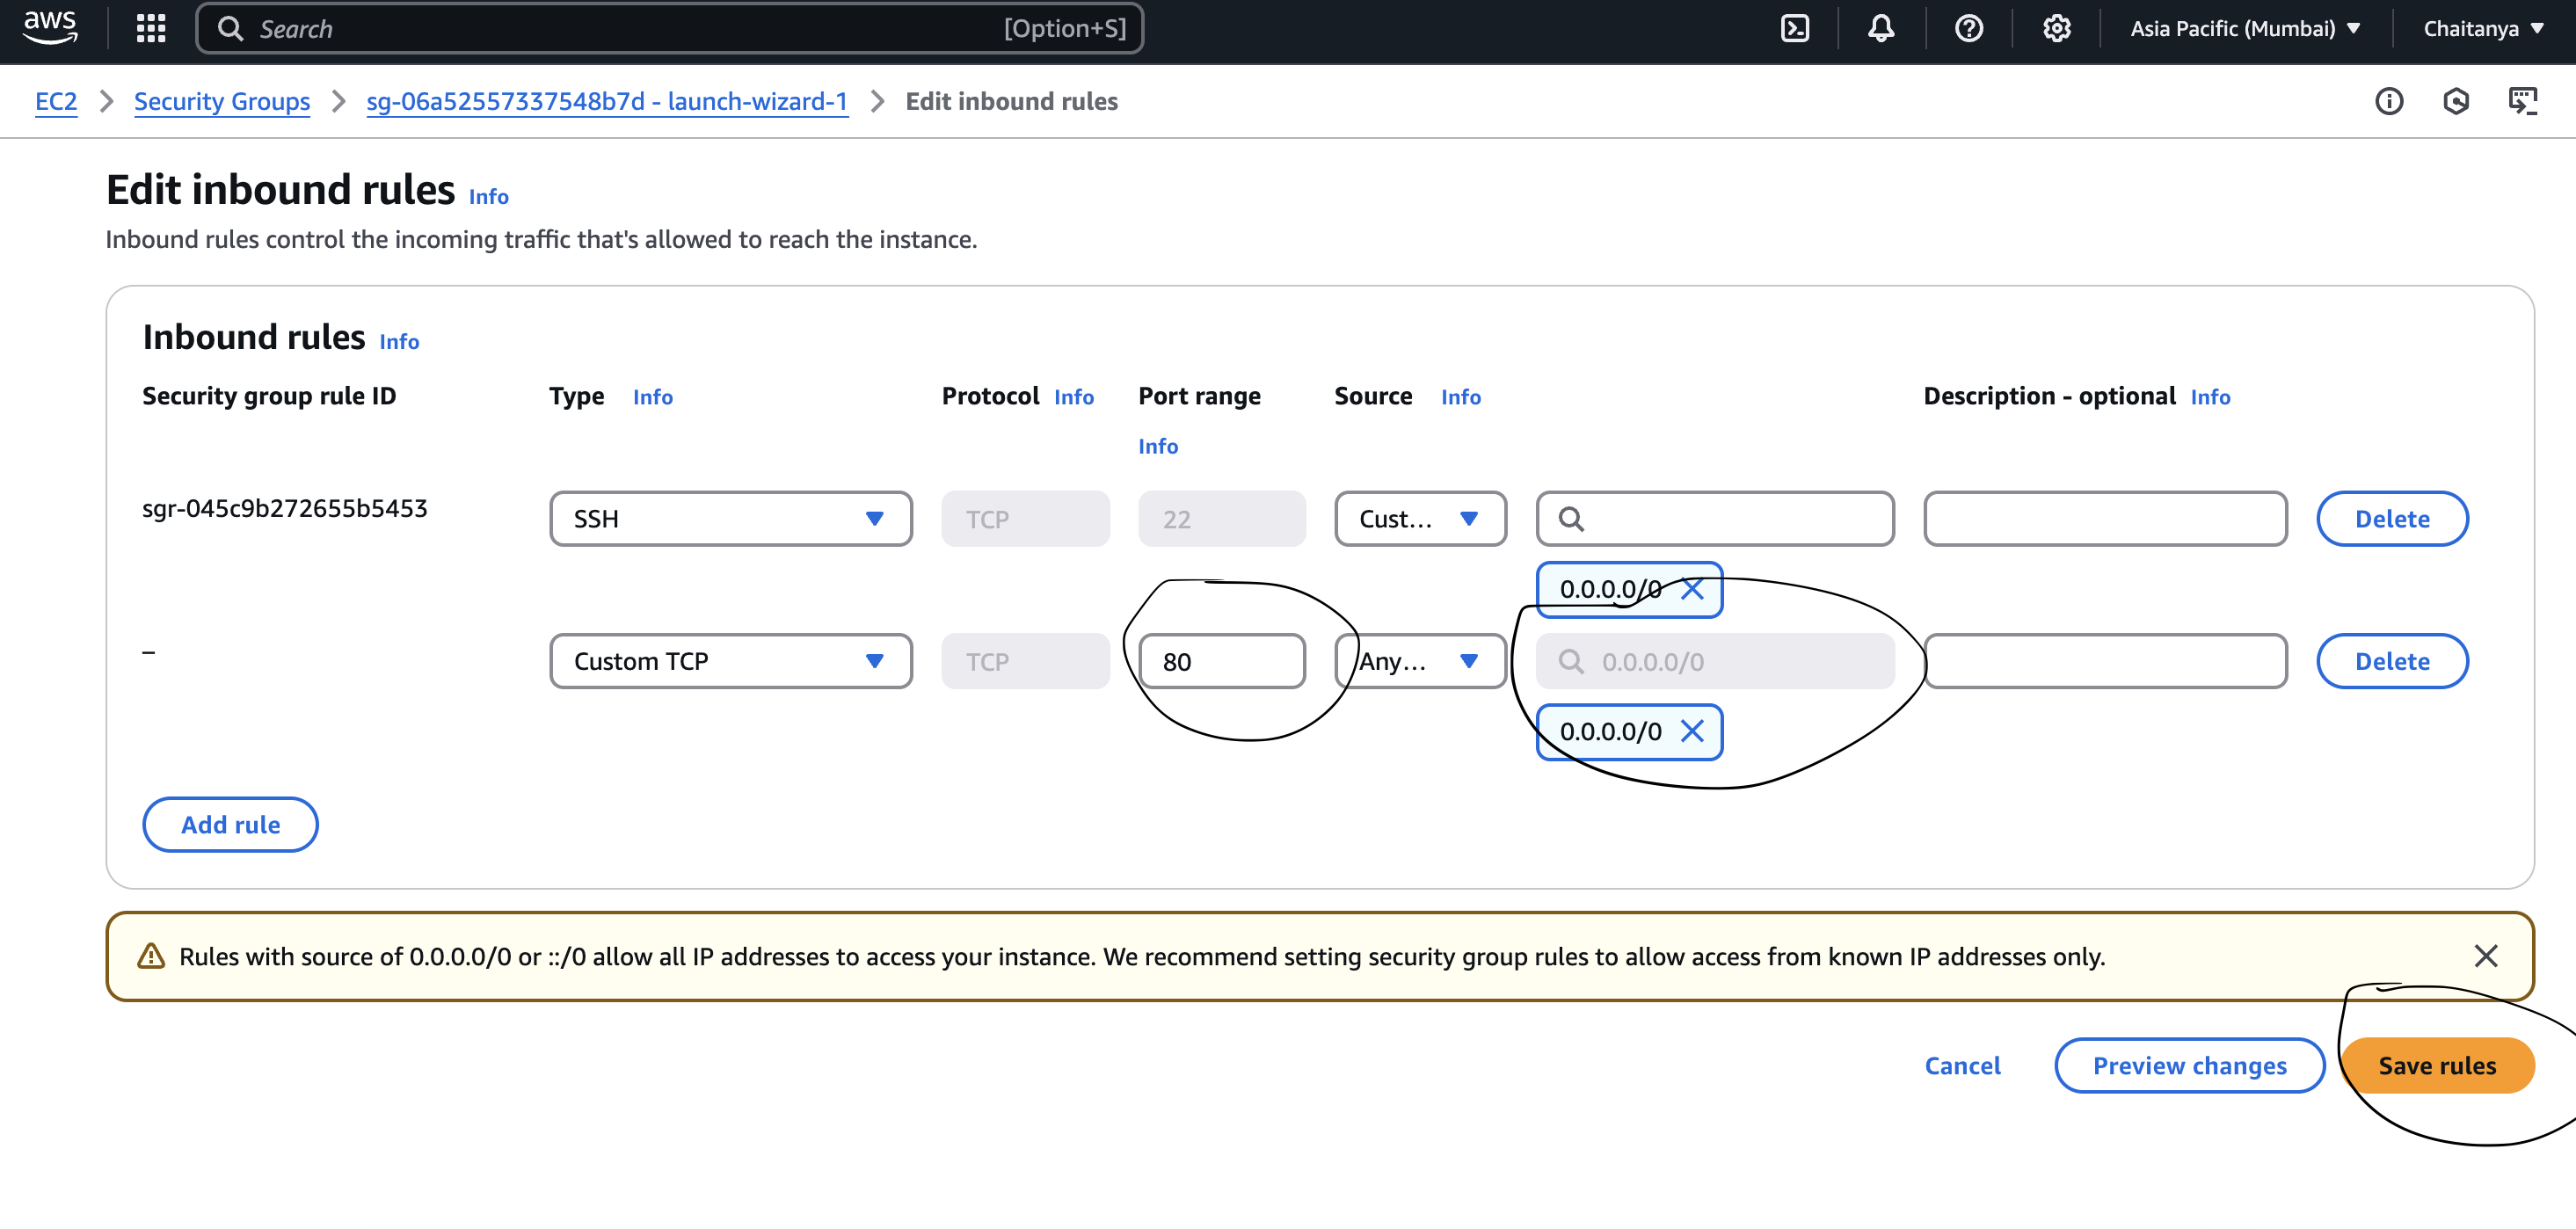 aws Search [Option+S] Asia Pacific (Mumbai) Chaitanya
EC2 Security Groups sg-06a52557337548b7d - launch-wizard-1 Edit inbound rules
Edit inbound rules Info
Inbound rules control the incoming traffic that's allowed to reach the instance.
Inbound rules Info
Security group rule ID Type Info Protocol Info Port range Source Info Description - optional Info
Info
sgr-045c9b272655b5453 SSH TCP 22 Cust... Delete
0.0.0.0/0
– Custom TCP TCP 80 Any... 0.0.0.0/0 Delete
0.0.0.0/0
Add rule
Rules with source of 0.0.0.0/0 or ::/0 allow all IP addresses to access your instance. We recommend setting security group rules to allow access from known IP addresses only.
Cancel Preview changes Save rules